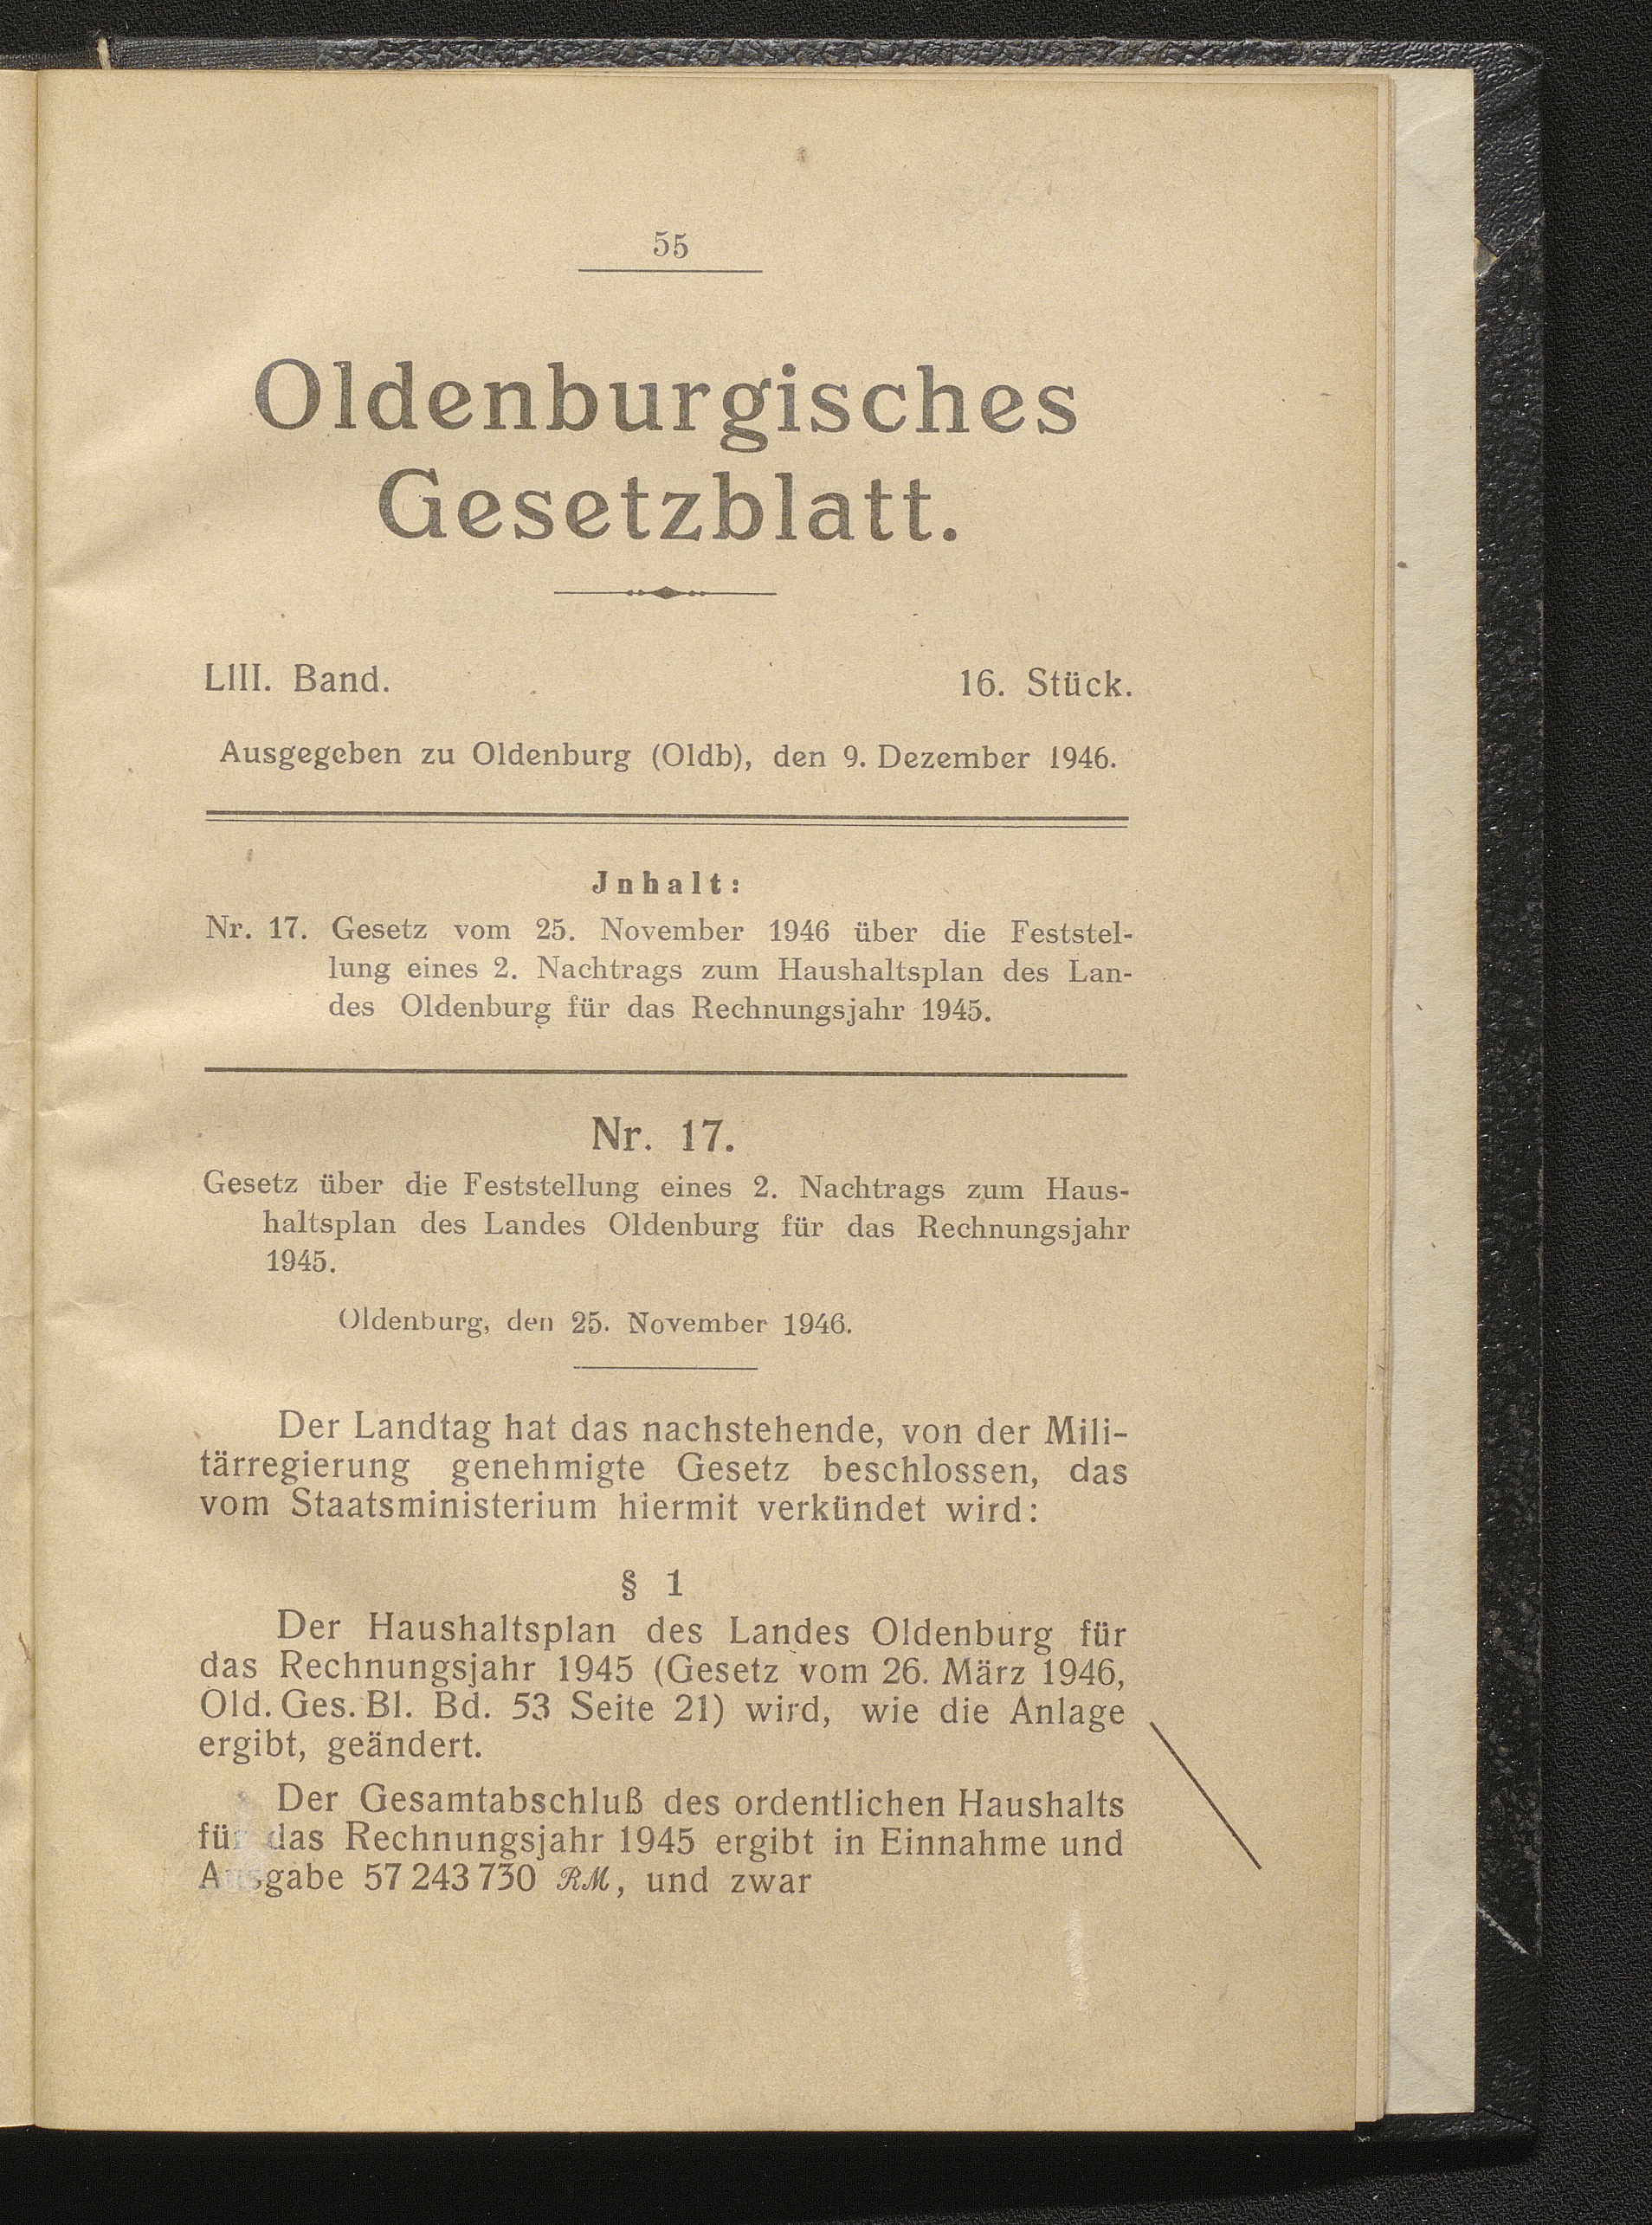 55
Oldenburgisches
Gesetzblatt.
LIII. Band.
16. Stück.
Ausgegeben zu Oldenburg (Oldb), den 9. Dezember 1946.
Jnhalt:
Nr. 17. Gesetz vom 25. November 1946 über die Feststel-
lung eines 2. Nachtrags zum Haushaltsplan des Lan-
des Oldenburg für das Rechnungsjahr 1945.
Nr. 17.
Gesetz über die Feststellung eines 2. Nachtrags zum Haus-
haltsplan des Landes Oldenburg für das Rechnungsjahr
1945.
Oldenburg, den 25. November 1946.
Der Landtag hat das nachstehende, von der Mili-
tärregierung genehmigte Gesetz beschlossen, das
vom Staatsministerium hiermit verkündet wird:
§ 1
Der Haushaltsplan des Landes Oldenburg für
das Rechnungsjahr 1945 (Gesetz vom 26. März 1946,
Old. Ges. Bl. Bd. 53 Seite 21) wird, wie die Anlage
ergibt, geändert.
Der Gesamtabschluß des ordentlichen Haushalts
für das Rechnungsjahr 1945 ergibt in Einnahme und
Ausgabe 57 243 730 RM, und zwar